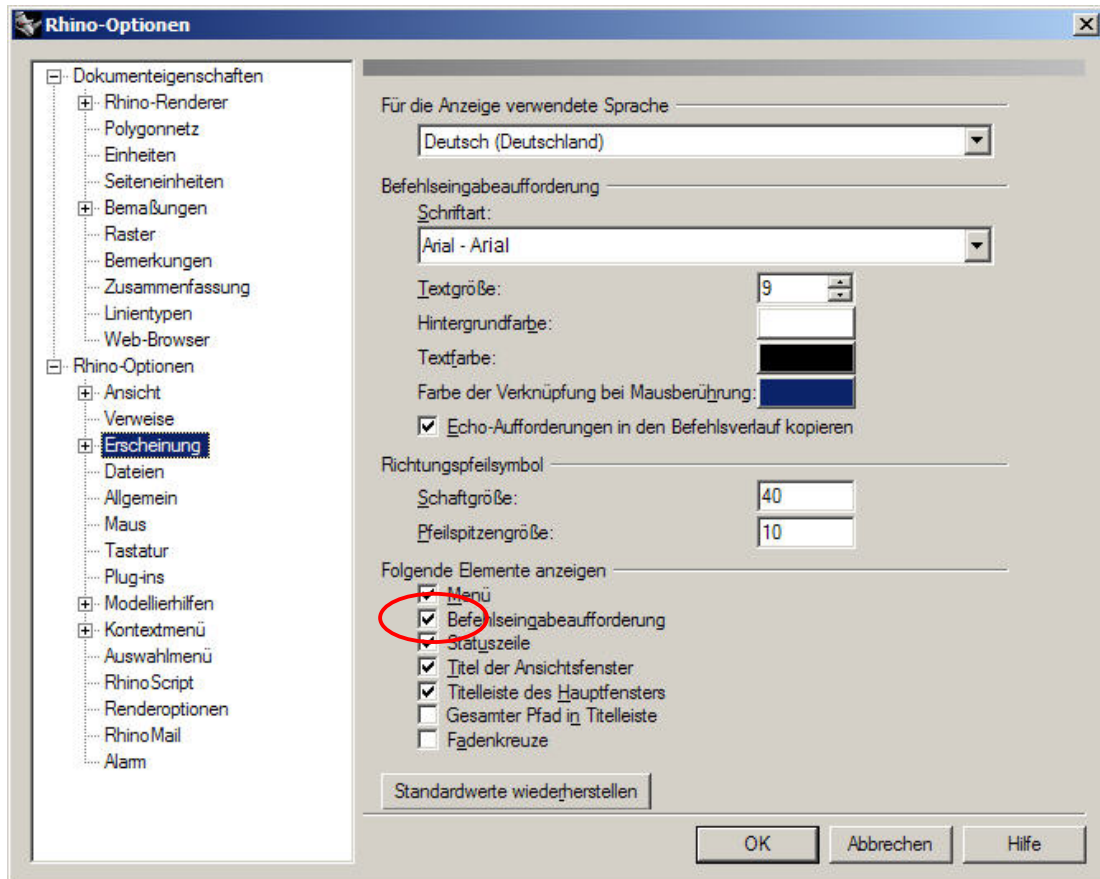 Rhino-Optionen
Dokumenteigenschaften
Rhino-Renderer
Polygonnetz
Einheiten
Seiteneinheiten
Bemaßungen
Raster
Bemerkungen
Zusammenfassung
Linientypen
Web-Browser
Rhino-Optionen
Ansicht
Verweise
Erscheinung
Dateien
Allgemein
Maus
Tastatur
Plug-ins
Modellierhilfen
Kontextmenü
Auswahlmenü
RhinoScript
Renderoptionen
RhinoMail
Alarm
Für die Anzeige verwendete Sprache
Deutsch (Deutschland)
Befehlseingabeaufforderung
Schriftart:
Arial - Arial
Textgröße: 9
Hintergrundfarbe:
Textfarbe:
Farbe der Verknüpfung bei Mausberührung:
Echo-Aufforderungen in den Befehlsverlauf kopieren
Richtungspfeilsymbol
Schaftgröße: 40
Pfeilspitzengröße: 10
Folgende Elemente anzeigen
Menü
Befehlseingabeaufforderung
Statuszeile
Titel der Ansichtsfenster
Titelleiste des Hauptfensters
Gesamter Pfad in Titelleiste
Fadenkreuze
Standardwerte wiederherstellen
OK Abbrechen Hilfe